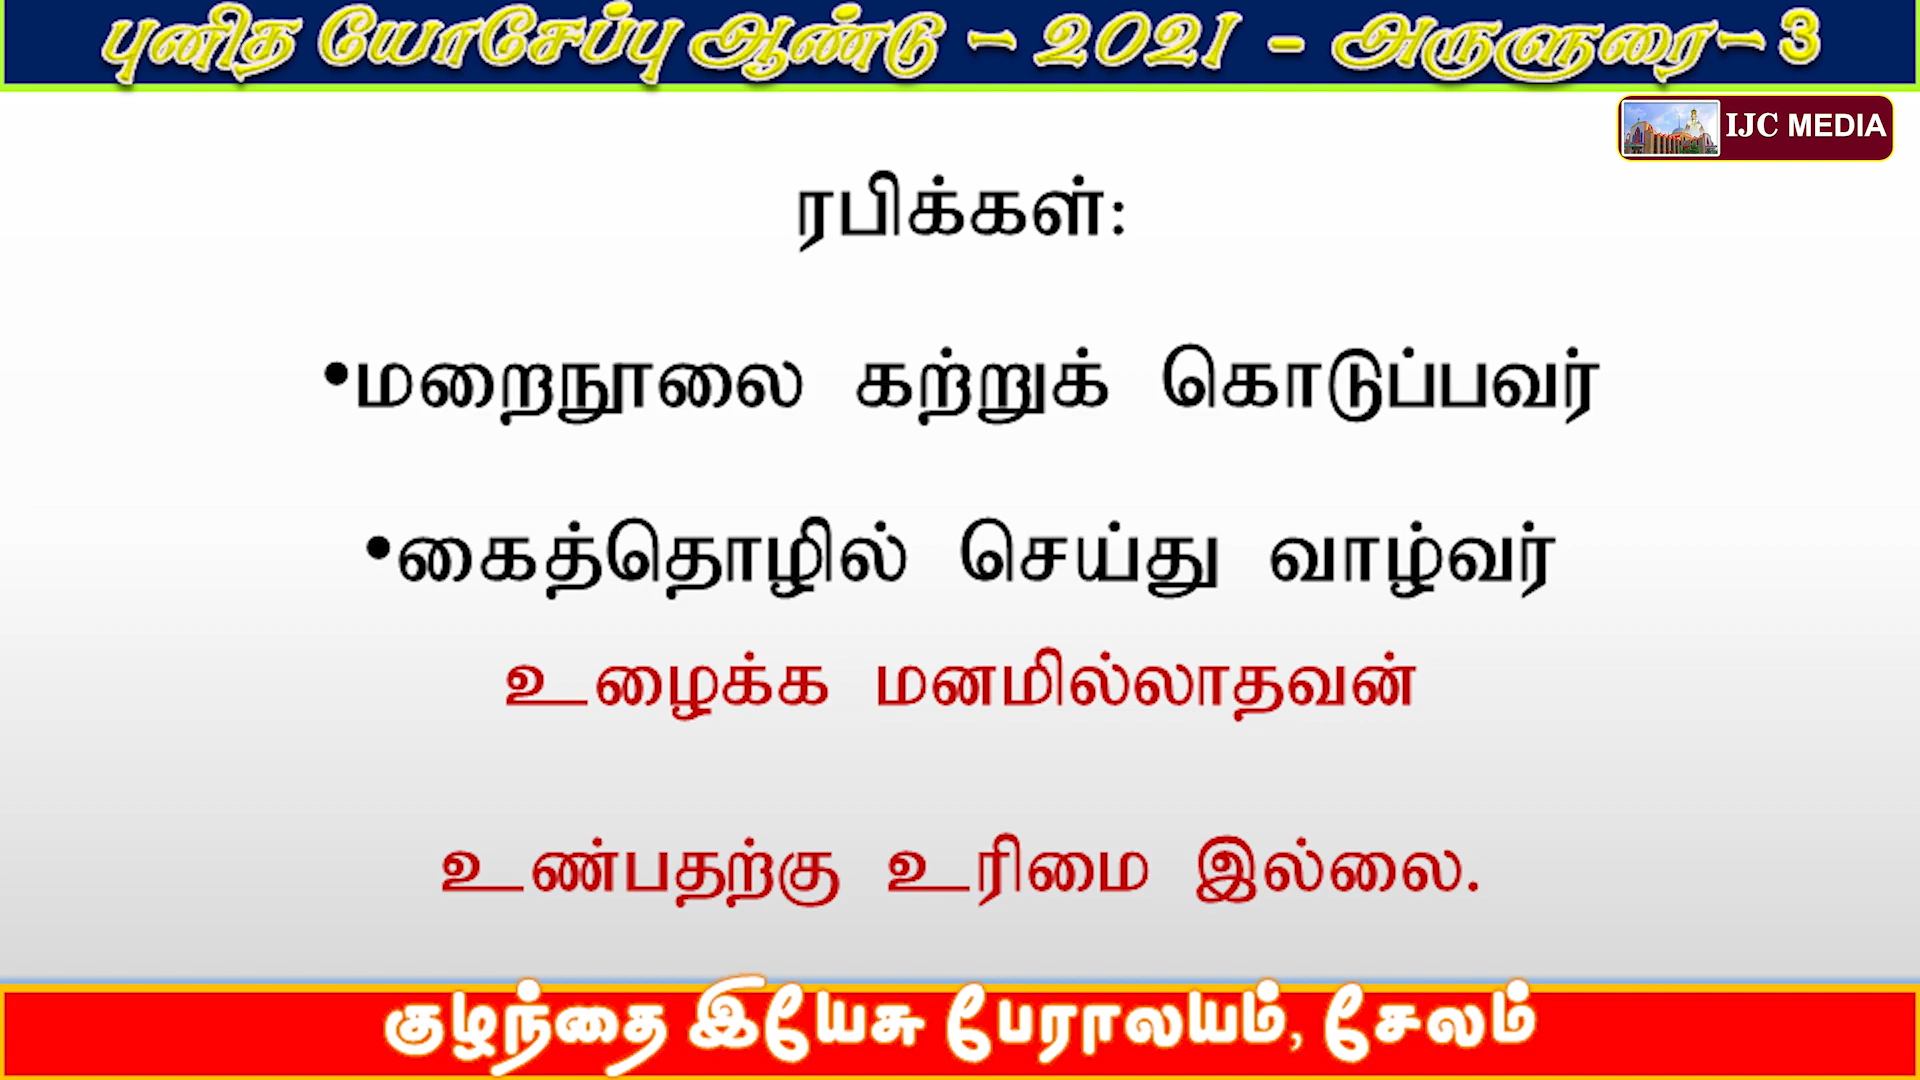 புனித யோசேப்பு ஆண்டு - 2021 - அருளுரை-3
IJC MEDIA
ரபிக்கள்:
•மறைநூலை கற்றுக் கொடுப்பவர்
•கைத்தொழில் செய்து வாழ்வர்
உழைக்க மனமில்லாதவன்
உண்பதற்கு உரிமை இல்லை.
குழந்தை இயேசு பேராலயம், சேலம்